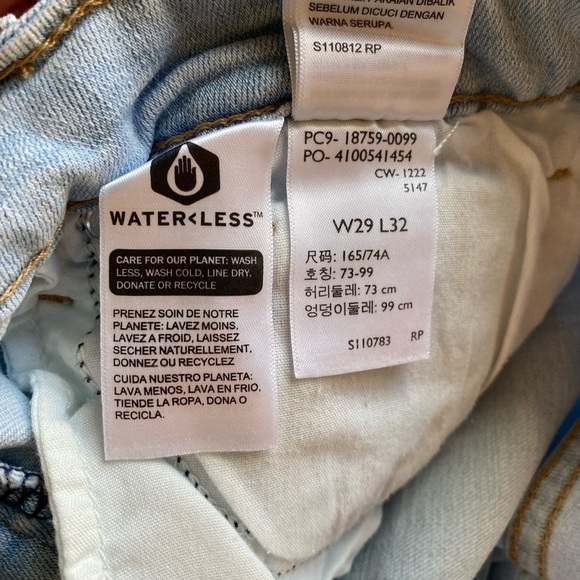 SEBELUM DICUCI DENGAN
WARNA SERUPA.
S110812 RP
WATER<LESS™
CARE FOR OUR PLANET: WASH
LESS, WASH COLD, LINE DRY,
DONATE OR RECYCLE
PRENEZ SOIN DE NOTRE
PLANÈTE: LAVEZ MOINS,
LAVEZ A FROID, LAISSEZ
SECHER NATURELLEMENT,
DONNEZ OU RECYCLEZ
CUIDA NUESTRO PLANETA:
LAVA MENOS, LAVA EN FRIO,
TIENDE LA ROPA, DONA O
RECICLA.
PC9- 18759-0099
PO- 4100541454
CW-1222
5147
W29 L32
尺码: 165/74A
호칭: 73-99
허리둘레: 73 cm
엉덩이둘레: 99 cm
S110783 RP